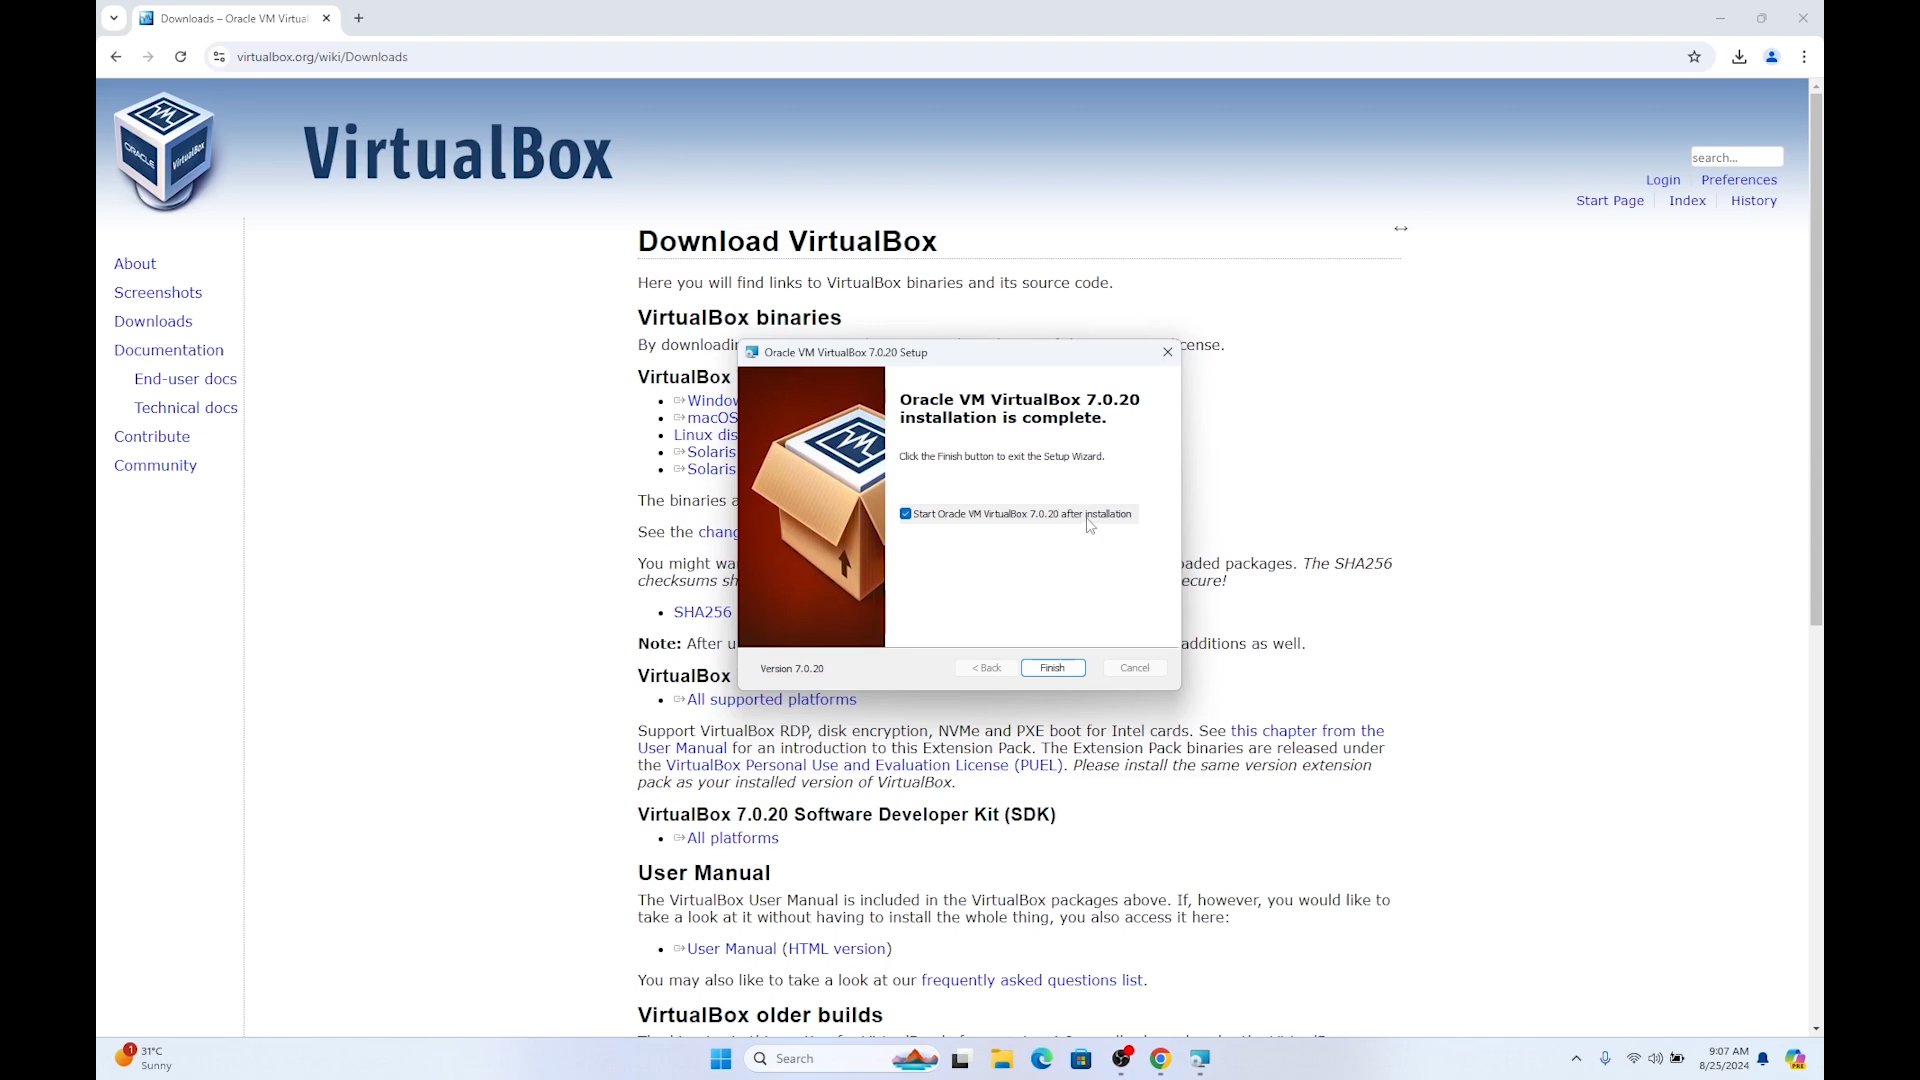 Downloads – Oracle VM Virtual
virtualbox.org/wiki/Downloads
ORACLE
VirtualBox
VirtualBox
search...
Login
Preferences
Start Page
Index
History
About
Screenshots
Downloads
Documentation
End-user docs
Technical docs
Contribute
Community
Download VirtualBox
Here you will find links to VirtualBox binaries and its source code.
VirtualBox binaries
By downloadin
cense.
VirtualBox
Window
macOS
Linux dis
Solaris
Solaris
The binaries a
See the chang
You might wa
oaded packages. The SHA256
checksums sh
ecure!
SHA256
Note: After u
additions as well.
VirtualBox
All supported platforms
Oracle VM VirtualBox 7.0.20 Setup
Oracle VM VirtualBox 7.0.20
installation is complete.
Click the Finish button to exit the Setup Wizard.
Start Oracle VM VirtualBox 7.0.20 after installation
Version 7.0.20
< Back
Finish
Cancel
Support VirtualBox RDP, disk encryption, NVMe and PXE boot for Intel cards. See this chapter from the
User Manual for an introduction to this Extension Pack. The Extension Pack binaries are released under
the VirtualBox Personal Use and Evaluation License (PUEL). Please install the same version extension
pack as your installed version of VirtualBox.
VirtualBox 7.0.20 Software Developer Kit (SDK)
All platforms
User Manual
The VirtualBox User Manual is included in the VirtualBox packages above. If, however, you would like to
take a look at it without having to install the whole thing, you also access it here:
User Manual (HTML version)
You may also like to take a look at our frequently asked questions list.
VirtualBox older builds
1
31°C
Sunny
Search
9:07 AM
8/25/2024
PRE